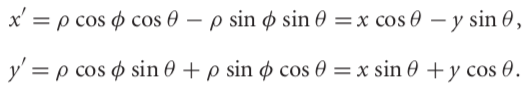 x′ = ρ cos ϕ cos θ − ρ sin ϕ sin θ = x cos θ − y sin θ,
y′ = ρ cos ϕ sin θ + ρ sin ϕ cos θ = x sin θ + y cos θ.